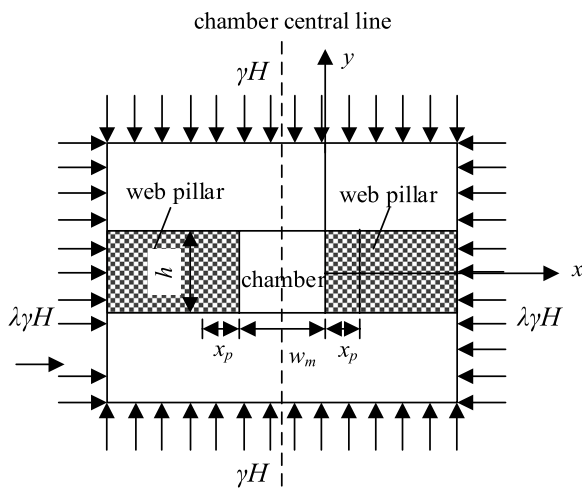 chamber central line
γH
y
web pillar
web pillar
h
chamber
x
λγH
λγH
x_p
w_m
x_p
γH